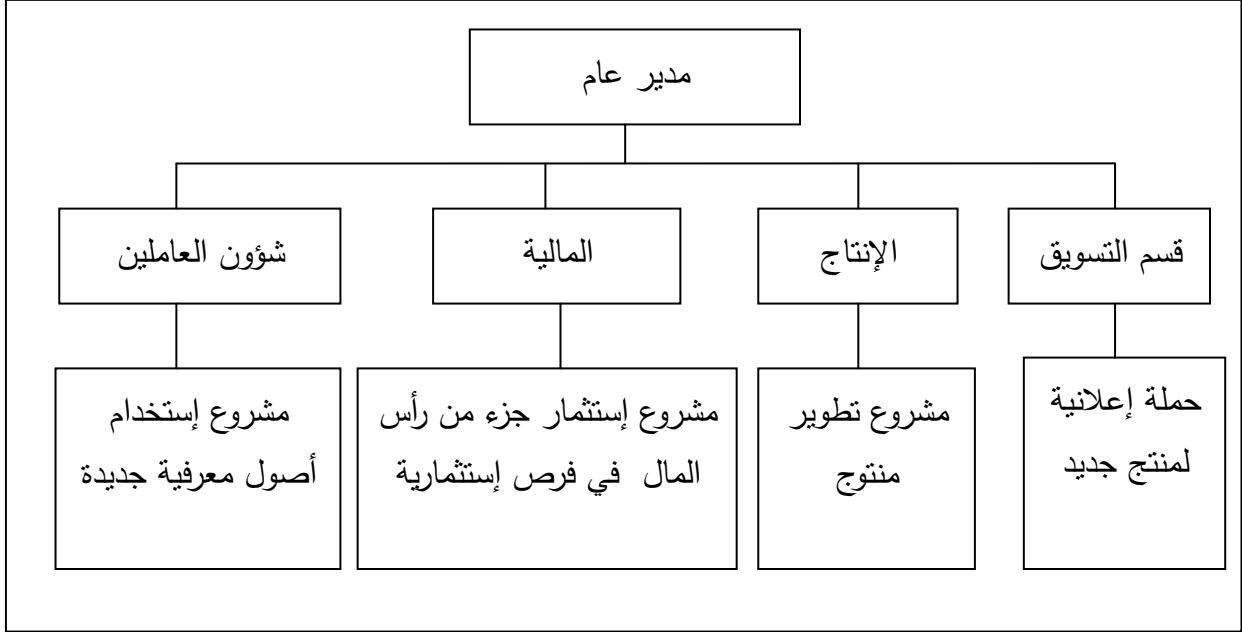 مدير عام
قسم التسويق
الإنتاج
المالية
شؤون العاملين
حملة إعلانية
لمنتج جديد
مشروع تطوير
منتوج
مشروع إستثمار جزء من رأس
المال في فرص إستثمارية
مشروع إستخدام
أصول معرفية جديدة